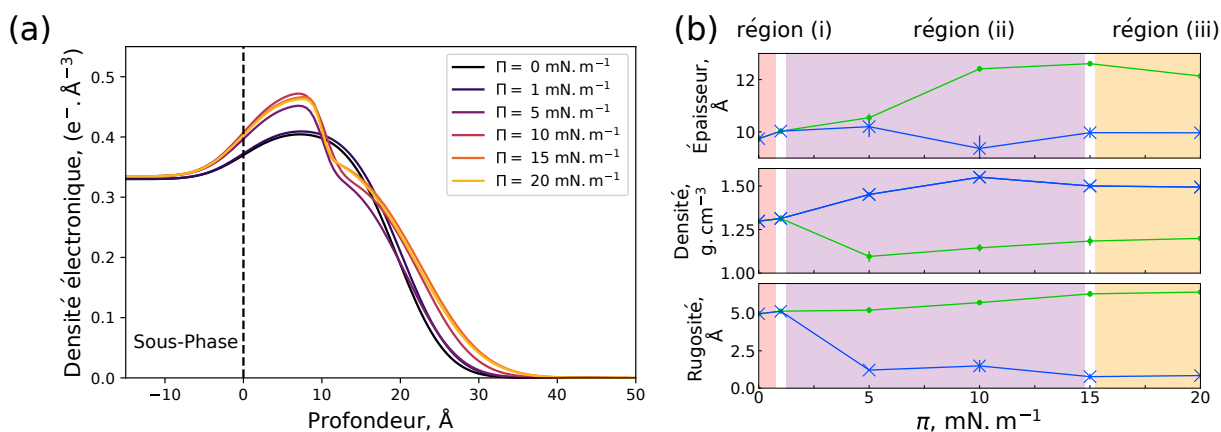 (a)
Densité électronique, (e⁻. Å⁻³)
0.5
0.4
0.3
0.2
0.1
0.0
Π = 0 mN. m⁻¹
Π = 1 mN. m⁻¹
Π = 5 mN. m⁻¹
Π = 10 mN. m⁻¹
Π = 15 mN. m⁻¹
Π = 20 mN. m⁻¹
Sous-Phase
−10 0 10 20 30 40 50
Profondeur, Å
(b)
région (i) région (ii) région (iii)
Épaisseur,
Å
12
10
Densité
g. cm⁻³
1.50
1.25
1.00
Rugosité,
Å
5.0
2.5
0.0
0 5 10 15 20
π, mN. m⁻¹